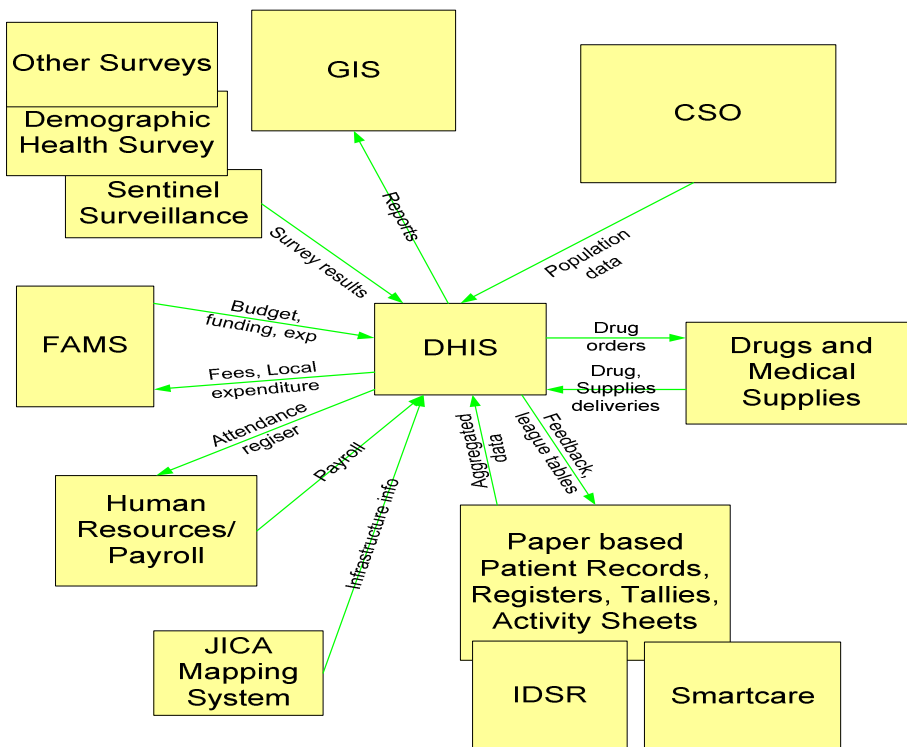 Other Surveys
Demographic
Health Survey
Sentinel
Surveillance
GIS
CSO
Reports
Survey results
Population
data
FAMS
Budget,
funding, exp
DHIS
Drug
orders
Drugs and
Medical
Supplies
Fees, Local
expenditure
Drug,
Supplies
deliveries
Attendance
regiser
Payroll
Infrastructure info
Aggregated
data
Feedback,
league tables
Human
Resources/
Payroll
Paper based
Patient Records,
Registers, Tallies,
Activity Sheets
JICA
Mapping
System
IDSR
Smartcare